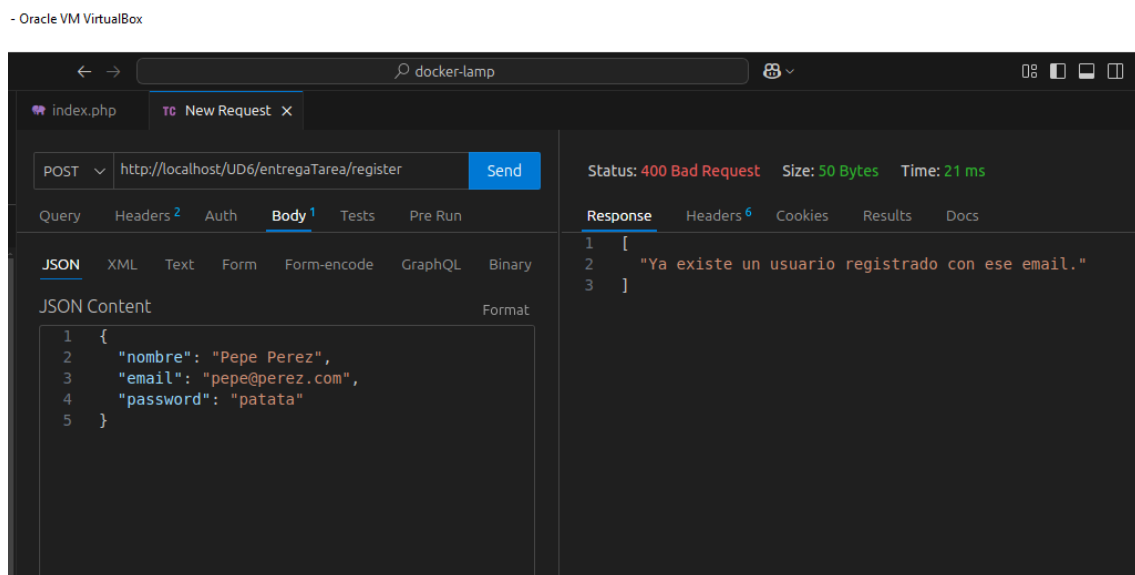 - Oracle VM VirtualBox
docker-lamp
index.php
TC New Request
POST http://localhost/UD6/entregaTarea/register Send
Status: 400 Bad Request Size: 50 Bytes Time: 21 ms
Query Headers 2 Auth Body 1 Tests Pre Run
Response Headers 6 Cookies Results Docs
JSON XML Text Form Form-encode GraphQL Binary
JSON Content Format
1 {
2 "nombre": "Pepe Perez",
3 "email": "pepe@perez.com",
4 "password": "patata"
5 }
1 [
2 "Ya existe un usuario registrado con ese email."
3 ]